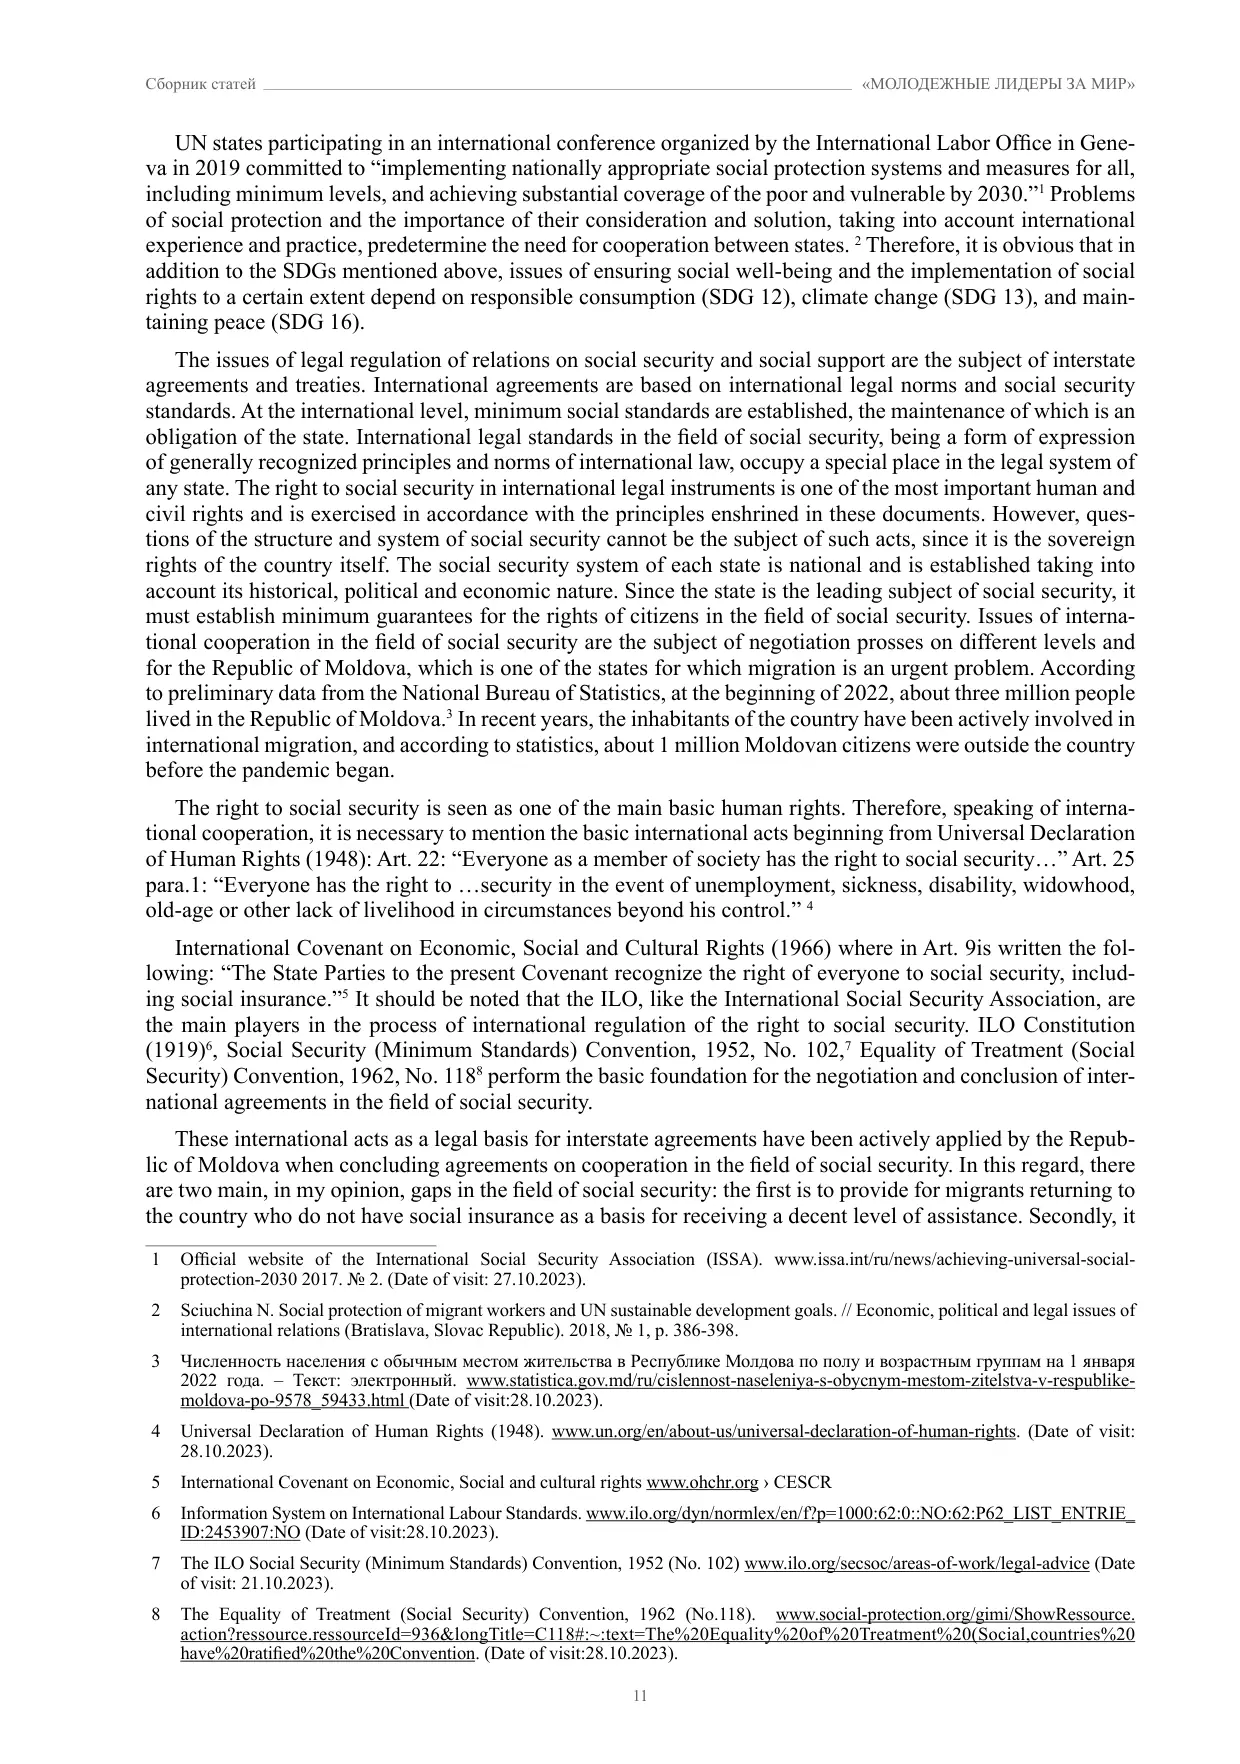 Сборник статей «МОЛОДЕЖНЫЕ ЛИДЕРЫ ЗА МИР»
UN states participating in an international conference organized by the International Labor Office in Gene-
va in 2019 committed to “implementing nationally appropriate social protection systems and measures for all,
including minimum levels, and achieving substantial coverage of the poor and vulnerable by 2030.”1 Problems
of social protection and the importance of their consideration and solution, taking into account international
experience and practice, predetermine the need for cooperation between states. 2 Therefore, it is obvious that in
addition to the SDGs mentioned above, issues of ensuring social well-being and the implementation of social
rights to a certain extent depend on responsible consumption (SDG 12), climate change (SDG 13), and main-
taining peace (SDG 16).
The issues of legal regulation of relations on social security and social support are the subject of interstate
agreements and treaties. International agreements are based on international legal norms and social security
standards. At the international level, minimum social standards are established, the maintenance of which is an
obligation of the state. International legal standards in the field of social security, being a form of expression
of generally recognized principles and norms of international law, occupy a special place in the legal system of
any state. The right to social security in international legal instruments is one of the most important human and
civil rights and is exercised in accordance with the principles enshrined in these documents. However, ques-
tions of the structure and system of social security cannot be the subject of such acts, since it is the sovereign
rights of the country itself. The social security system of each state is national and is established taking into
account its historical, political and economic nature. Since the state is the leading subject of social security, it
must establish minimum guarantees for the rights of citizens in the field of social security. Issues of interna-
tional cooperation in the field of social security are the subject of negotiation prosses on different levels and
for the Republic of Moldova, which is one of the states for which migration is an urgent problem. According
to preliminary data from the National Bureau of Statistics, at the beginning of 2022, about three million people
lived in the Republic of Moldova.3 In recent years, the inhabitants of the country have been actively involved in
international migration, and according to statistics, about 1 million Moldovan citizens were outside the country
before the pandemic began.
The right to social security is seen as one of the main basic human rights. Therefore, speaking of interna-
tional cooperation, it is necessary to mention the basic international acts beginning from Universal Declaration
of Human Rights (1948): Art. 22: “Everyone as a member of society has the right to social security…” Art. 25
para.1: “Everyone has the right to …security in the event of unemployment, sickness, disability, widowhood,
old-age or other lack of livelihood in circumstances beyond his control.” 4
International Covenant on Economic, Social and Cultural Rights (1966) where in Art. 9is written the fol-
lowing: “The State Parties to the present Covenant recognize the right of everyone to social security, includ-
ing social insurance.”5 It should be noted that the ILO, like the International Social Security Association, are
the main players in the process of international regulation of the right to social security. ILO Constitution
(1919)6, Social Security (Minimum Standards) Convention, 1952, No. 102,7 Equality of Treatment (Social
Security) Convention, 1962, No. 1188 perform the basic foundation for the negotiation and conclusion of inter-
national agreements in the field of social security.
These international acts as a legal basis for interstate agreements have been actively applied by the Repub-
lic of Moldova when concluding agreements on cooperation in the field of social security. In this regard, there
are two main, in my opinion, gaps in the field of social security: the first is to provide for migrants returning to
the country who do not have social insurance as a basis for receiving a decent level of assistance. Secondly, it
1 Official website of the International Social Security Association (ISSA). www.issa.int/ru/news/achieving-universal-social-
protection-2030 2017. № 2. (Date of visit: 27.10.2023).
2 Sciuchina N. Social protection of migrant workers and UN sustainable development goals. // Economic, political and legal issues of
international relations (Bratislava, Slovac Republic). 2018, № 1, p. 386-398.
3 Численность населения с обычным местом жительства в Республике Молдова по полу и возрастным группам на 1 января
2022 года. – Текст: электронный. www.statistica.gov.md/ru/cislennost-naseleniya-s-obycnym-mestom-zitelstva-v-respublike-
moldova-po-9578_59433.html (Date of visit:28.10.2023).
4 Universal Declaration of Human Rights (1948). www.un.org/en/about-us/universal-declaration-of-human-rights. (Date of visit:
28.10.2023).
5 International Covenant on Economic, Social and cultural rights www.ohchr.org › CESCR
6 Information System on International Labour Standards. www.ilo.org/dyn/normlex/en/f?p=1000:62:0::NO:62:P62_LIST_ENTRIE_
ID:2453907:NO (Date of visit:28.10.2023).
7 The ILO Social Security (Minimum Standards) Convention, 1952 (No. 102) www.ilo.org/secsoc/areas-of-work/legal-advice (Date
of visit: 21.10.2023).
8 The Equality of Treatment (Social Security) Convention, 1962 (No.118). www.social-protection.org/gimi/ShowRessource.
action?ressource.ressourceId=936&longTitle=C118#:~:text=The%20Equality%20of%20Treatment%20(Social,countries%20
have%20ratified%20the%20Convention. (Date of visit:28.10.2023).
11